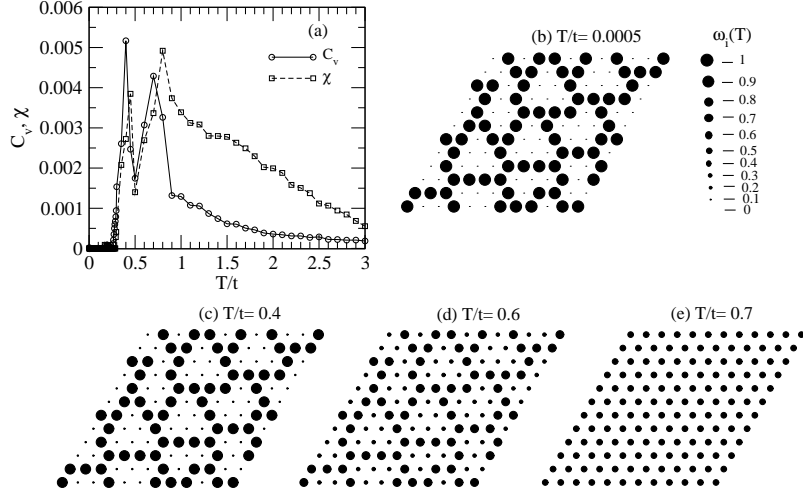 0.006
0.005
0.004
0.003
0.002
0.001
0
C_v, χ
(a)
C_v
χ
0 0.5 1 1.5 2 2.5 3
T/t
(b) T/t= 0.0005
ω_i(T)
1
0.9
0.8
0.7
0.6
0.5
0.4
0.3
0.2
0.1
0
(c) T/t= 0.4
(d) T/t= 0.6
(e) T/t= 0.7